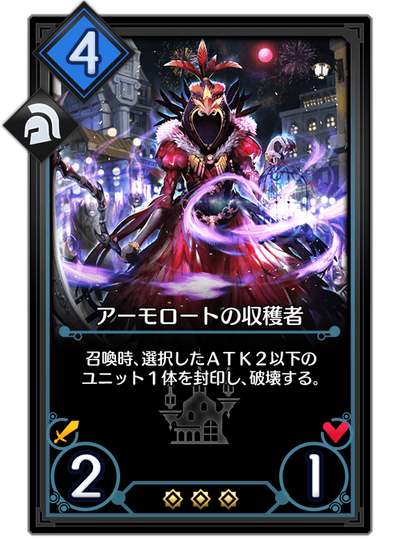 4
アーモロートの収穫者
召喚時、選択したＡＴＫ２以下の
ユニット１体を封印し、破壊する。
2
1